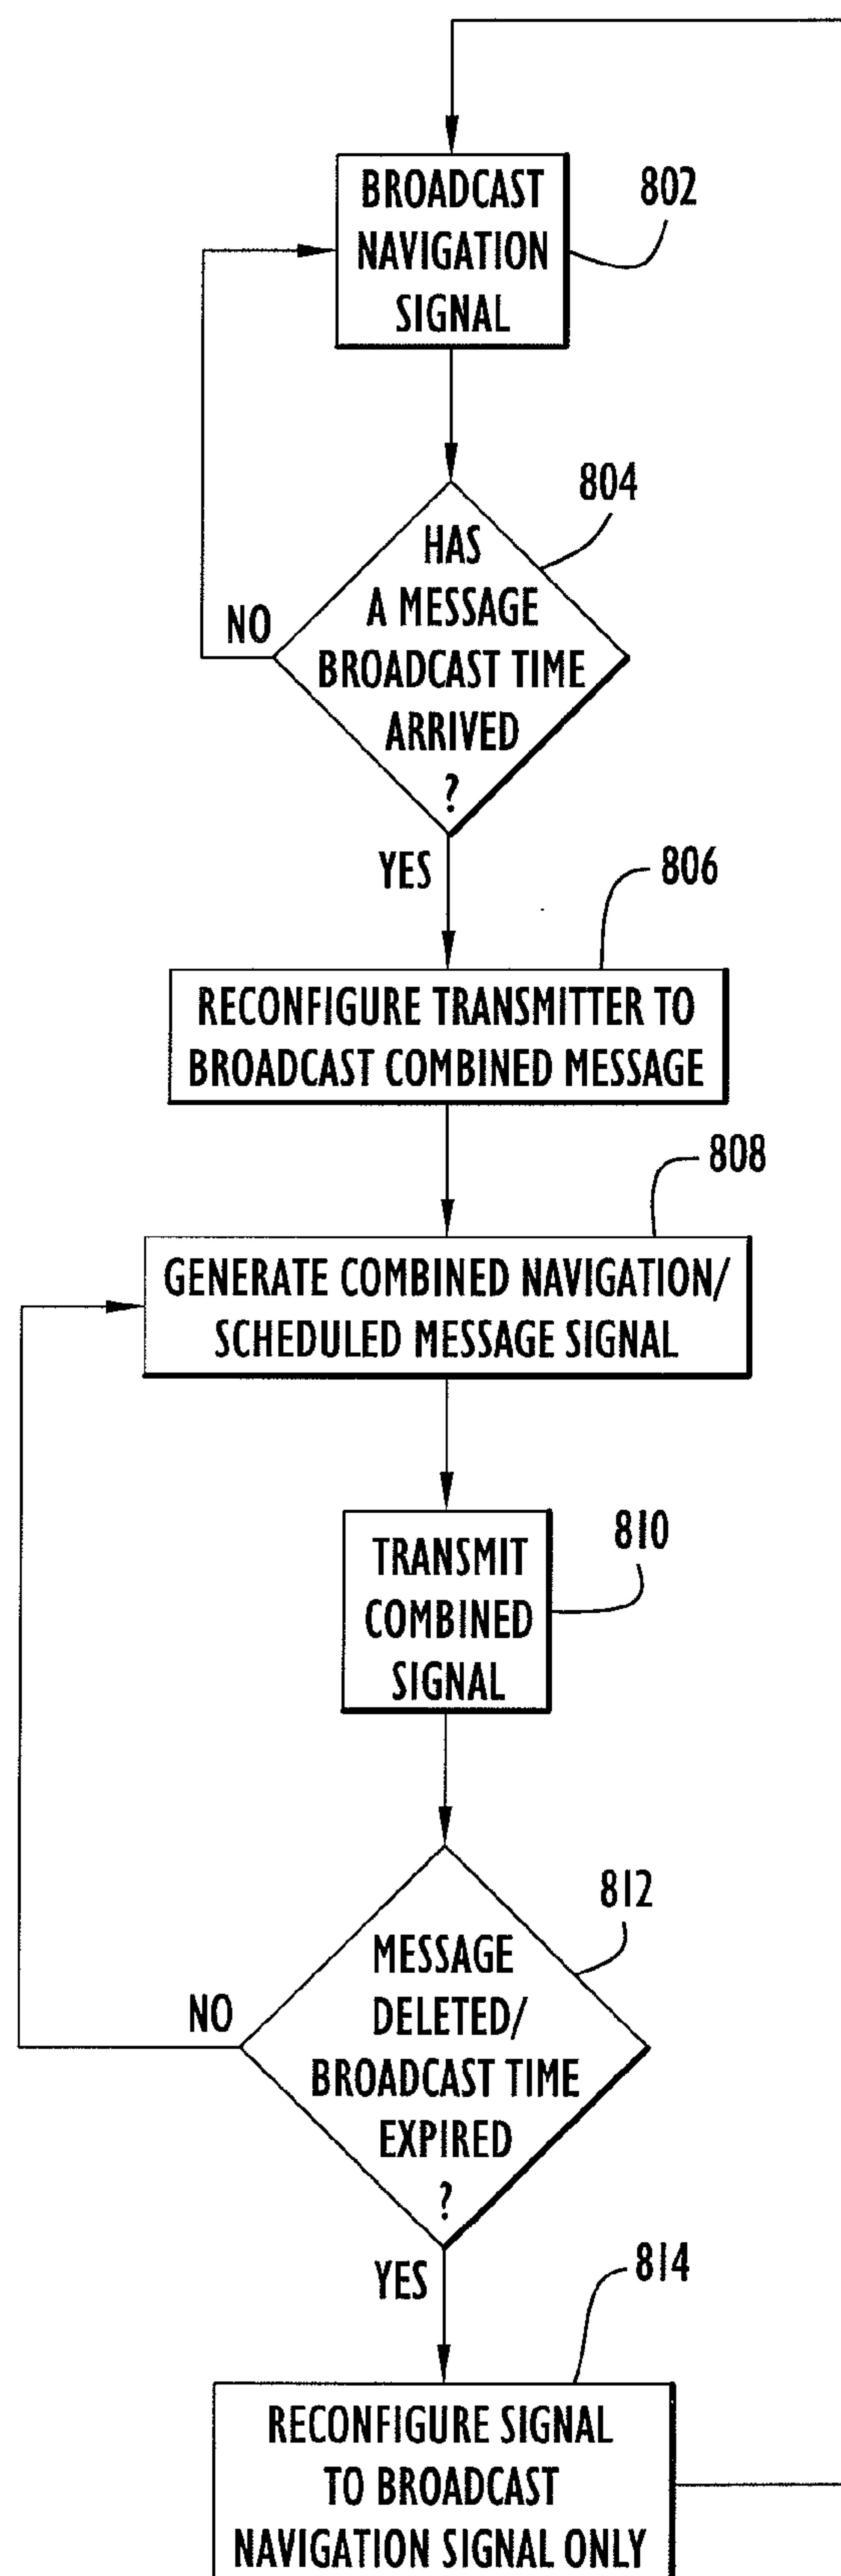 BROADCAST
NAVIGATION
SIGNAL
802
804
HAS
A MESSAGE
BROADCAST TIME
ARRIVED
?
NO
YES
806
RECONFIGURE TRANSMITTER TO
BROADCAST COMBINED MESSAGE
808
GENERATE COMBINED NAVIGATION/
SCHEDULED MESSAGE SIGNAL
810
TRANSMIT
COMBINED
SIGNAL
812
MESSAGE
DELETED/
BROADCAST TIME
EXPIRED
?
NO
YES
814
RECONFIGURE SIGNAL
TO BROADCAST
NAVIGATION SIGNAL ONLY